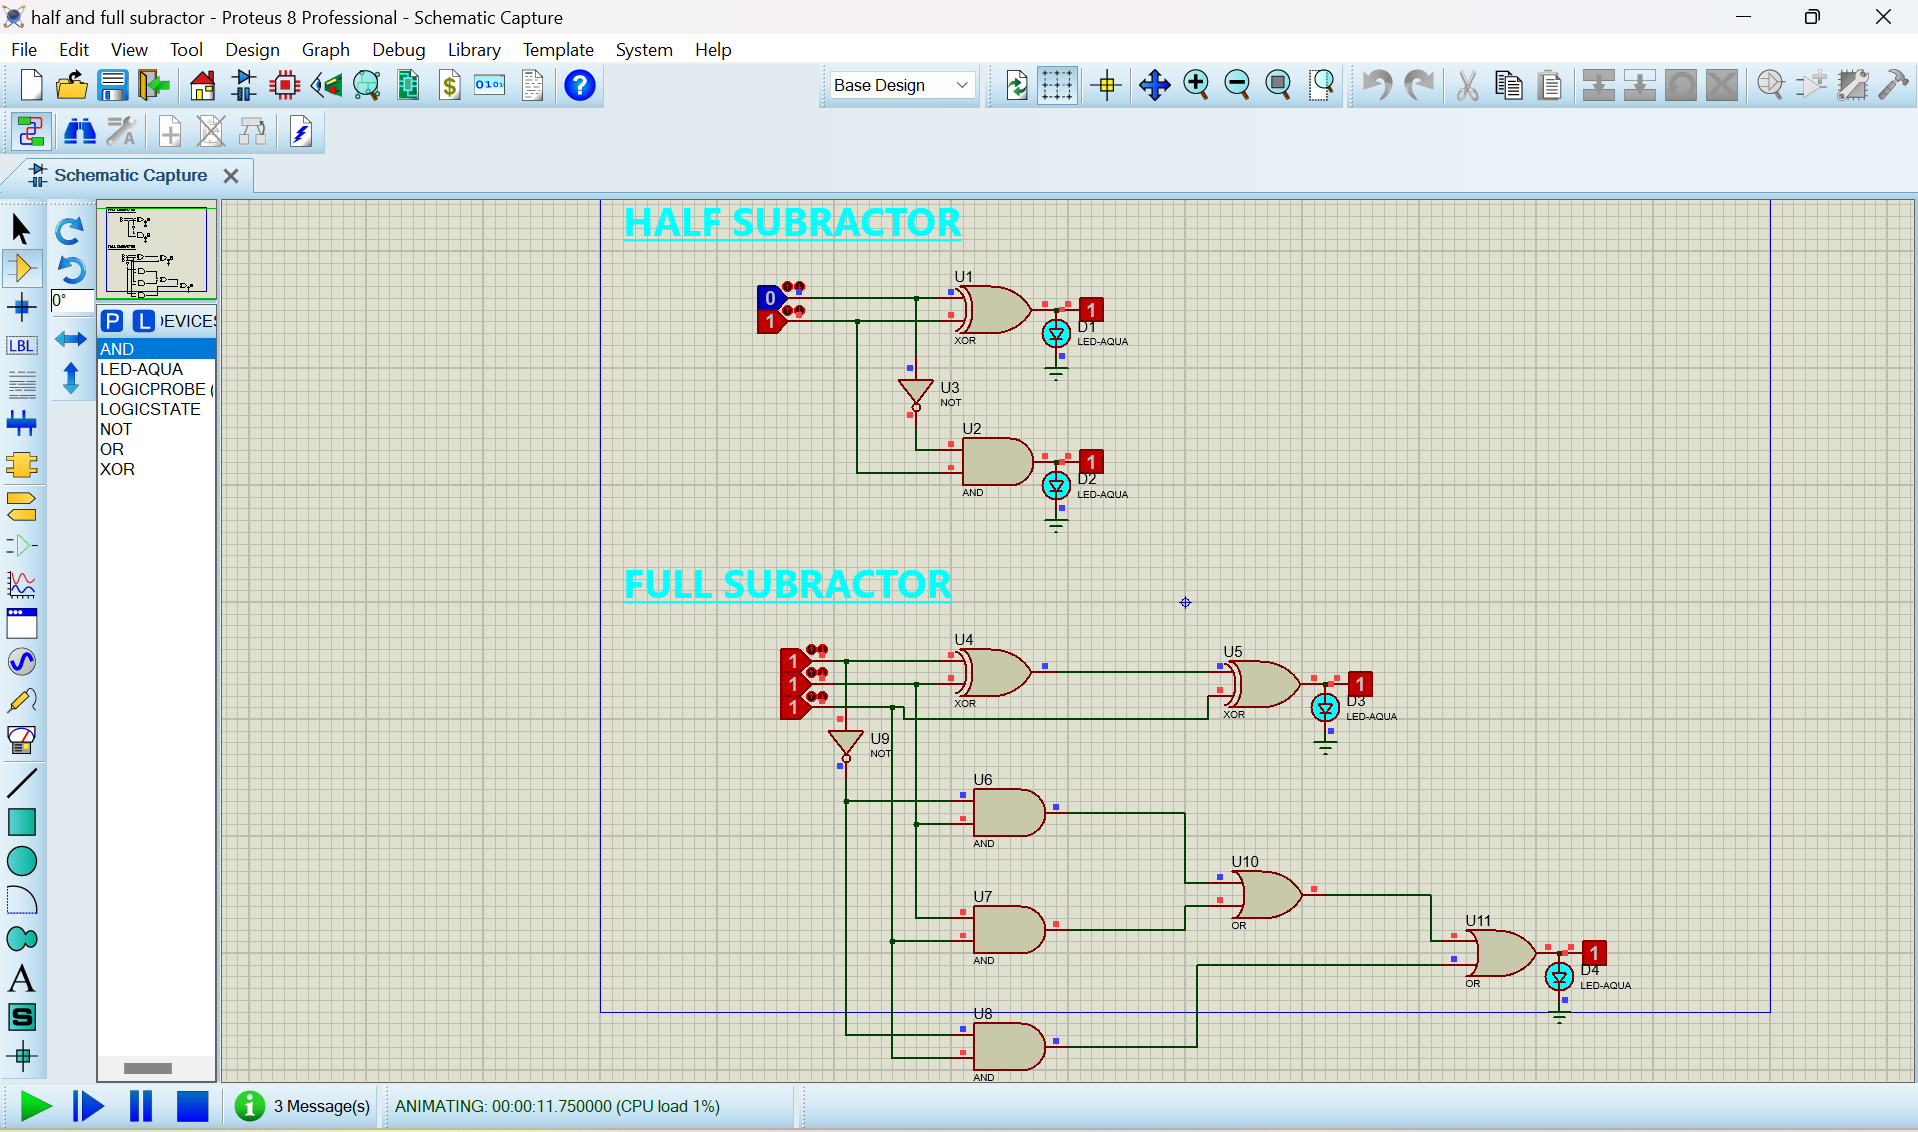 half and full subractor - Proteus 8 Professional - Schematic Capture
File Edit View Tool Design Graph Debug Library Template System Help
Base Design
Schematic Capture
0°
LBL
P L DEVICES
AND
LED-AQUA
LOGICPROBE (
LOGICSTATE
NOT
OR
XOR
HALF SUBRACTOR
U1
0
1
1
XOR
D1
LED-AQUA
U3
NOT
U2
1
AND
D2
LED-AQUA
FULL SUBRACTOR
U4
U5
1
1
1
1
XOR
XOR
D3
LED-AQUA
U9
NOT
U6
AND
U10
OR
U7
AND
U11
1
OR
D4
LED-AQUA
U8
AND
3 Message(s) ANIMATING: 00:00:11.750000 (CPU load 1%)